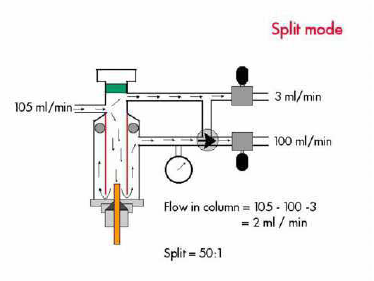 Split mode
3 ml/min
105 ml/min
100 ml/min
Flow in column = 105 - 100 -3
= 2 ml / min
Split = 50:1